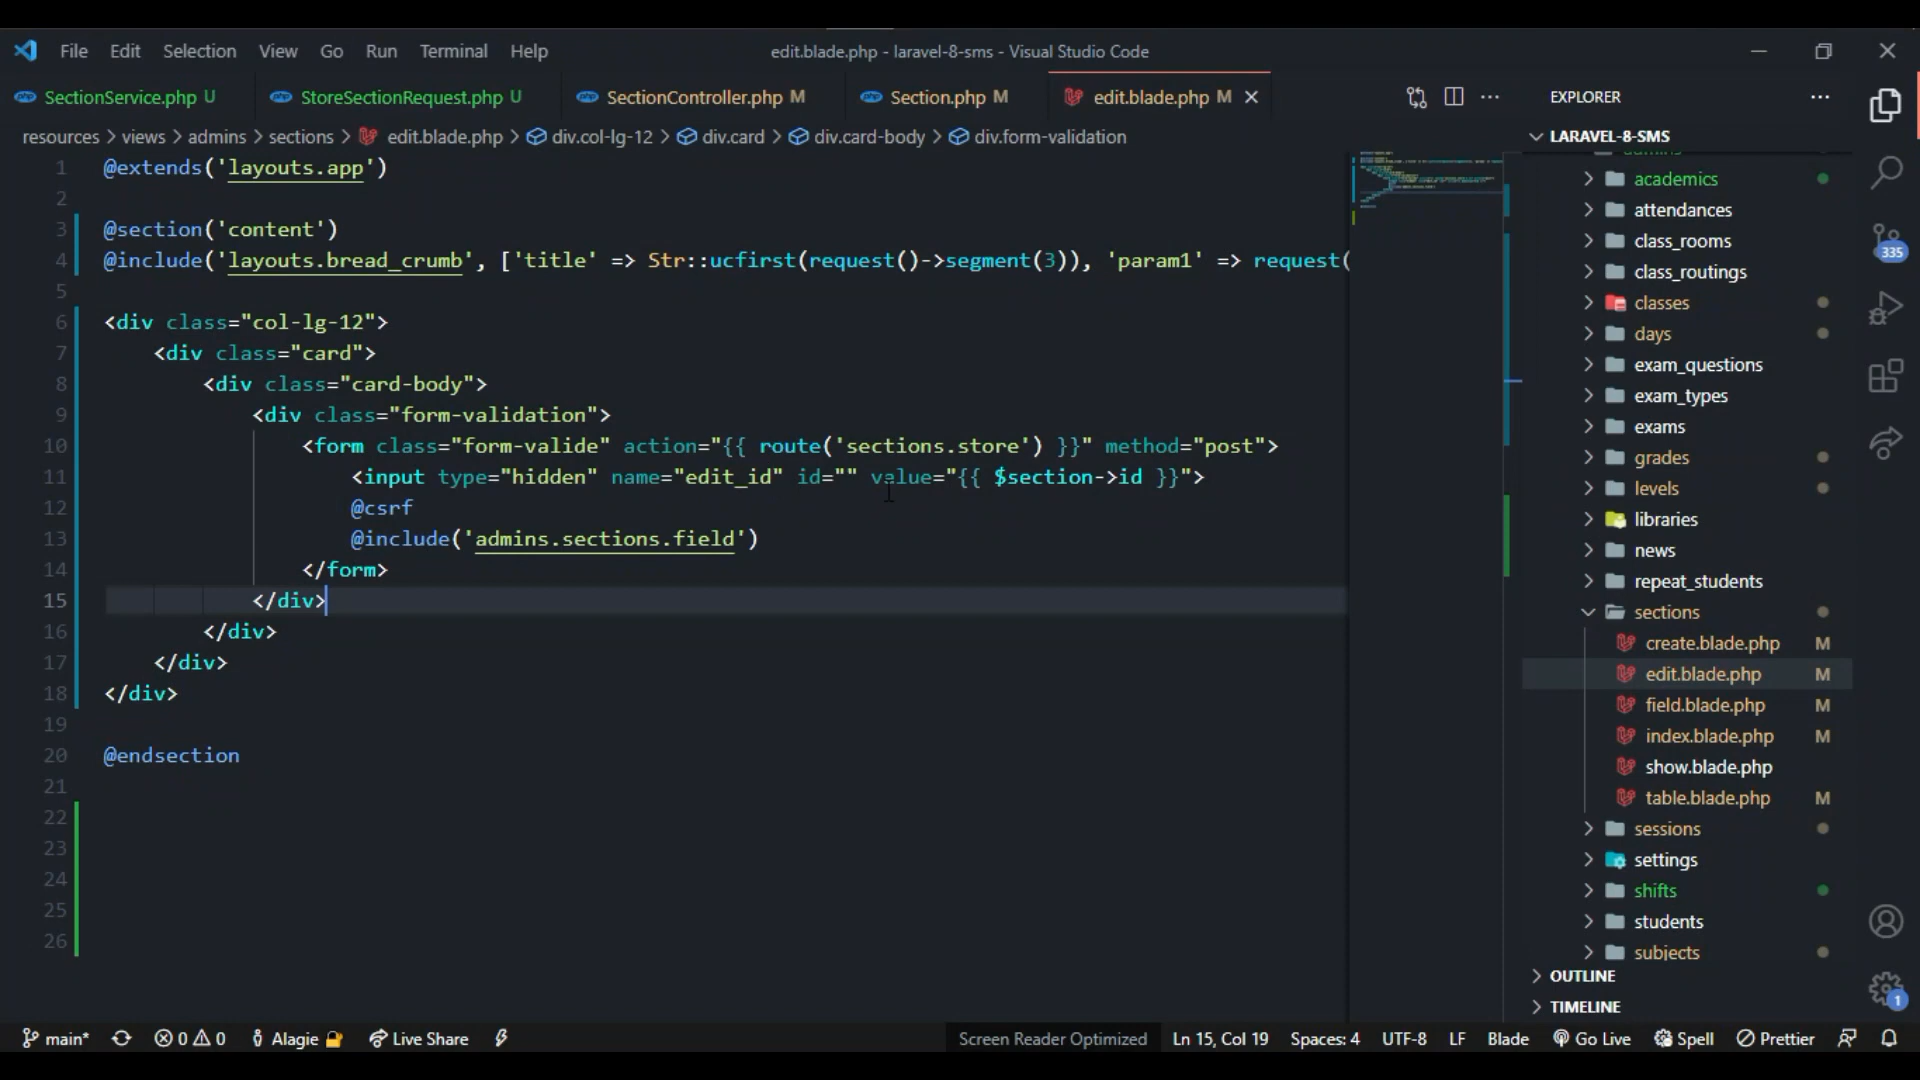 File Edit Selection View Go Run Terminal Help edit.blade.php - laravel-8-sms - Visual Studio Code
SectionService.php U StoreSectionRequest.php U SectionController.php M Section.php M edit.blade.php M
resources > views > admins > sections > edit.blade.php > div.col-lg-12 > div.card > div.card-body > div.form-validation
1 @extends('layouts.app')
2
3 @section('content')
4 @include('layouts.bread_crumb', ['title' => Str::ucfirst(request()->segment(3)), 'param1' => request(
5
6 <div class="col-lg-12">
7 <div class="card">
8 <div class="card-body">
9 <div class="form-validation">
10 <form class="form-valide" action="{{ route('sections.store') }}" method="post">
11 <input type="hidden" name="edit_id" id="" value="{{ $section->id }}">
12 @csrf
13 @include('admins.sections.field')
14 </form>
15 </div>
16 </div>
17 </div>
18 </div>
19
20 @endsection
21
22
23
24
25
26
EXPLORER
LARAVEL-8-SMS
admins
academics
attendances
class_rooms
class_routings
classes
days
exam_questions
exam_types
exams
grades
levels
libraries
news
repeat_students
sections
create.blade.php M
edit.blade.php M
field.blade.php M
index.blade.php M
show.blade.php
table.blade.php M
sessions
settings
shifts
students
subjects
OUTLINE
TIMELINE
335
1
main* 0 0 Alagie Live Share Screen Reader Optimized Ln 15, Col 19 Spaces: 4 UTF-8 LF Blade Go Live Spell Prettier